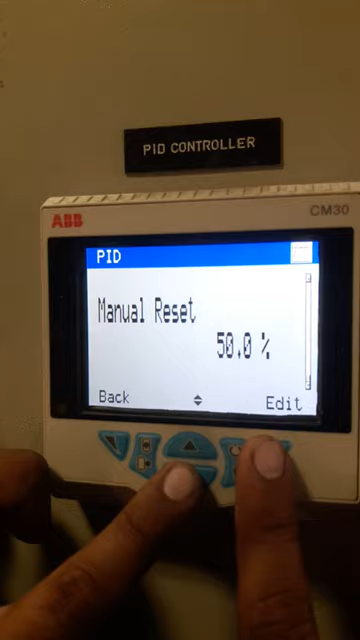 PID CONTROLLER
ABB
CM30
PID
Manual Reset
50.0 %
Back
Edit